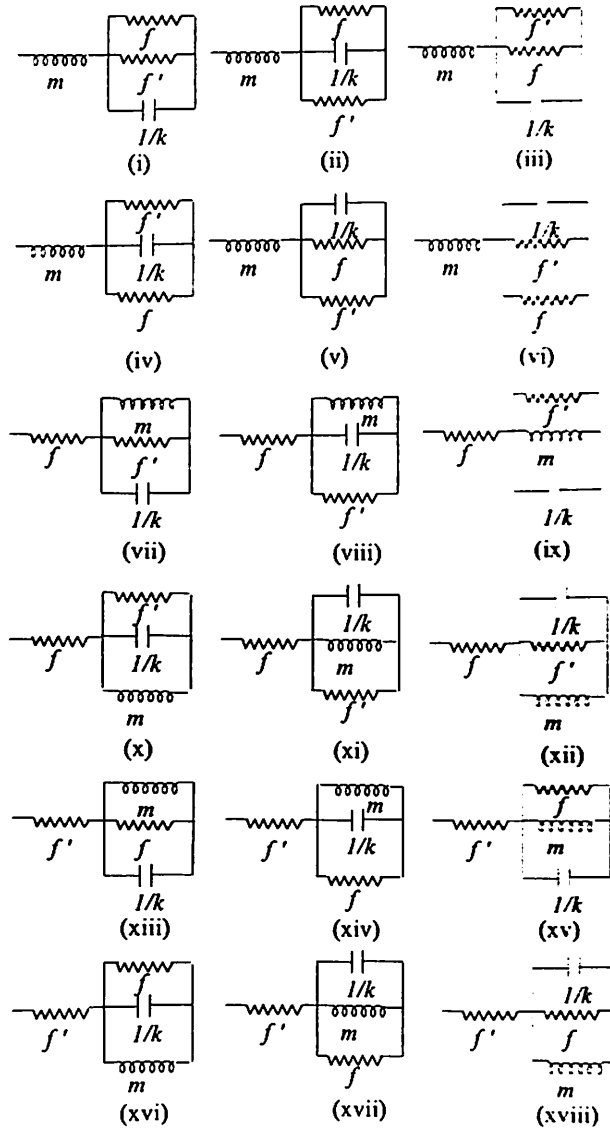 f
m
f '
1/k
(i)
f
m
1/k
f '
(ii)
f '
m
f
1/k
(iii)
f '
m
1/k
f
(iv)
1/k
m
f
f '
(v)
1/k
m
f '
f
(vi)
m
f
f '
1/k
(vii)
m
f
1/k
f '
(viii)
f '
f
m
1/k
(ix)
f '
f
1/k
m
(x)
1/k
f
m
f '
(xi)
1/k
f
f '
m
(xii)
m
f '
f
1/k
(xiii)
m
f '
1/k
f
(xiv)
f
f '
m
1/k
(xv)
f
f '
1/k
m
(xvi)
1/k
f '
m
f
(xvii)
1/k
f '
f
m
(xviii)